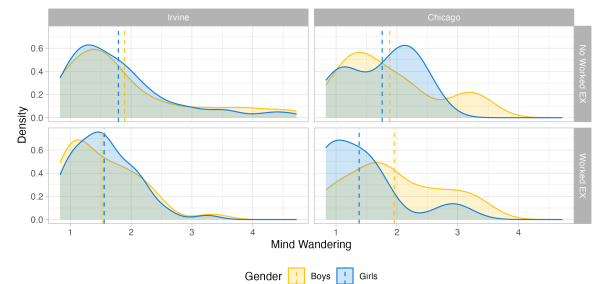 Irvine Chicago
0.6
0.4
0.2
0.0
No Worked EX
0.6
0.4
0.2
0.0
Worked EX
Density
1 2 3 4 1 2 3 4
Mind Wandering
Gender Boys Girls